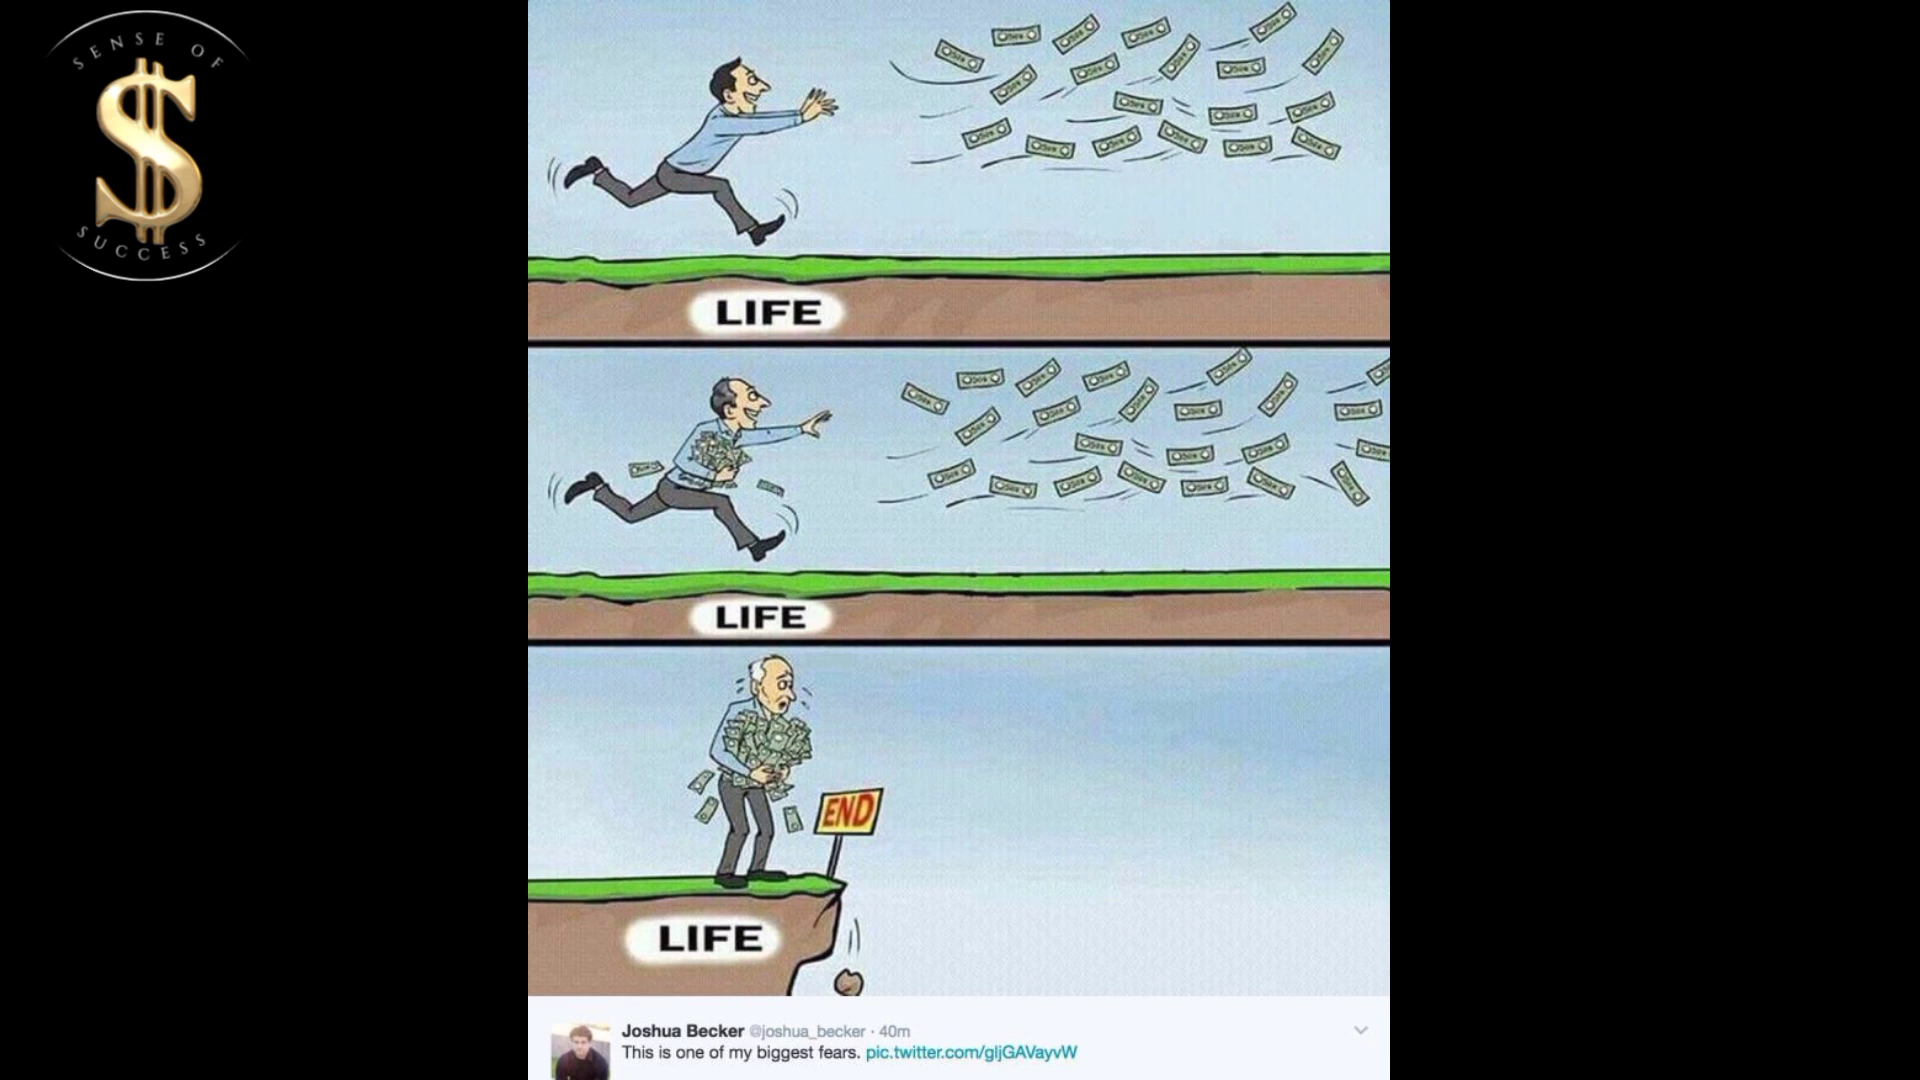 SENSE OF
SUCCESS
LIFE
LIFE
END
LIFE
Joshua Becker @joshua_becker · 40m
This is one of my biggest fears. pic.twitter.com/gljGAVayvW